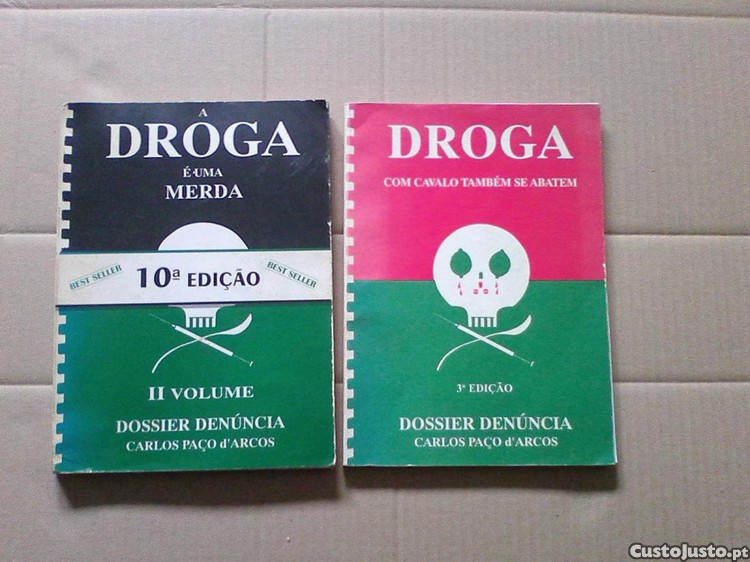 A
DROGA
É UMA
MERDA
BEST SELLER
10ª EDIÇÃO
BEST SELLER
II VOLUME
DOSSIER DENÚNCIA
CARLOS PAÇO d'ARCOS
DROGA
COM CAVALO TAMBÉM SE ABATEM
3ª EDIÇÃO
DOSSIER DENÚNCIA
CARLOS PAÇO d'ARCOS
CustoJusto.pt